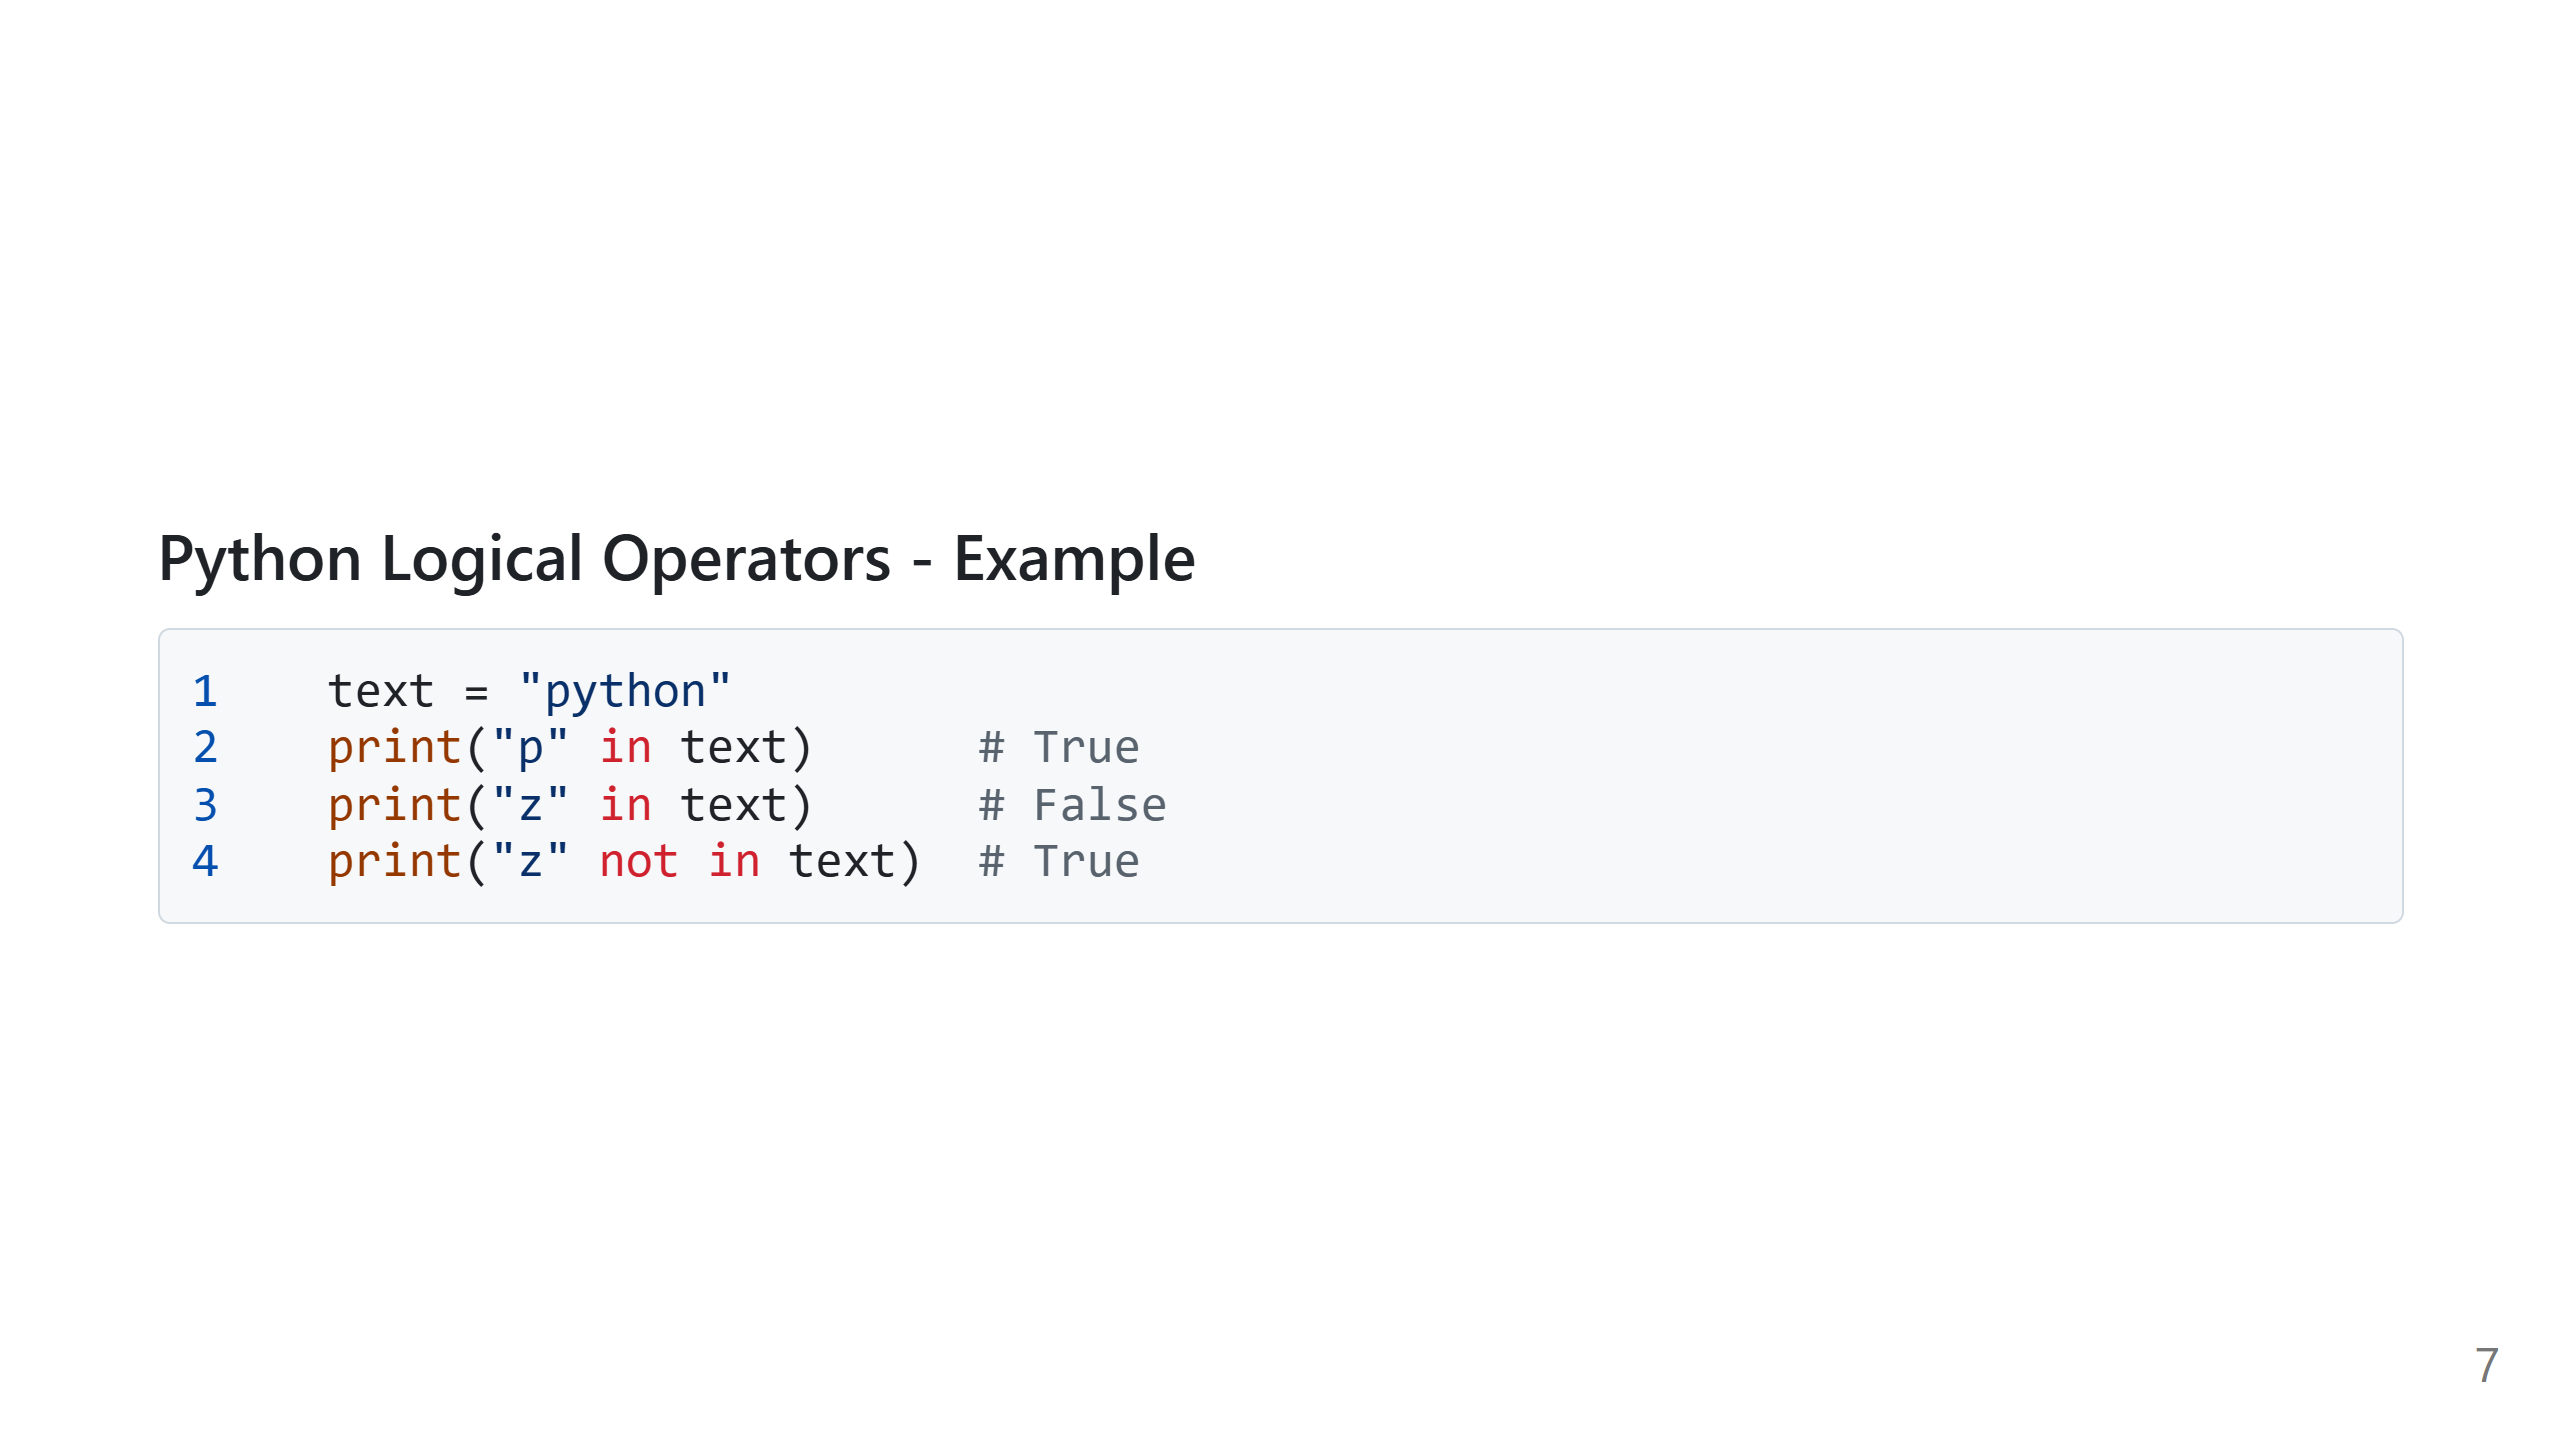 Python Logical Operators - Example
1    text = "python"
2    print("p" in text)      # True
3    print("z" in text)      # False
4    print("z" not in text)  # True
7